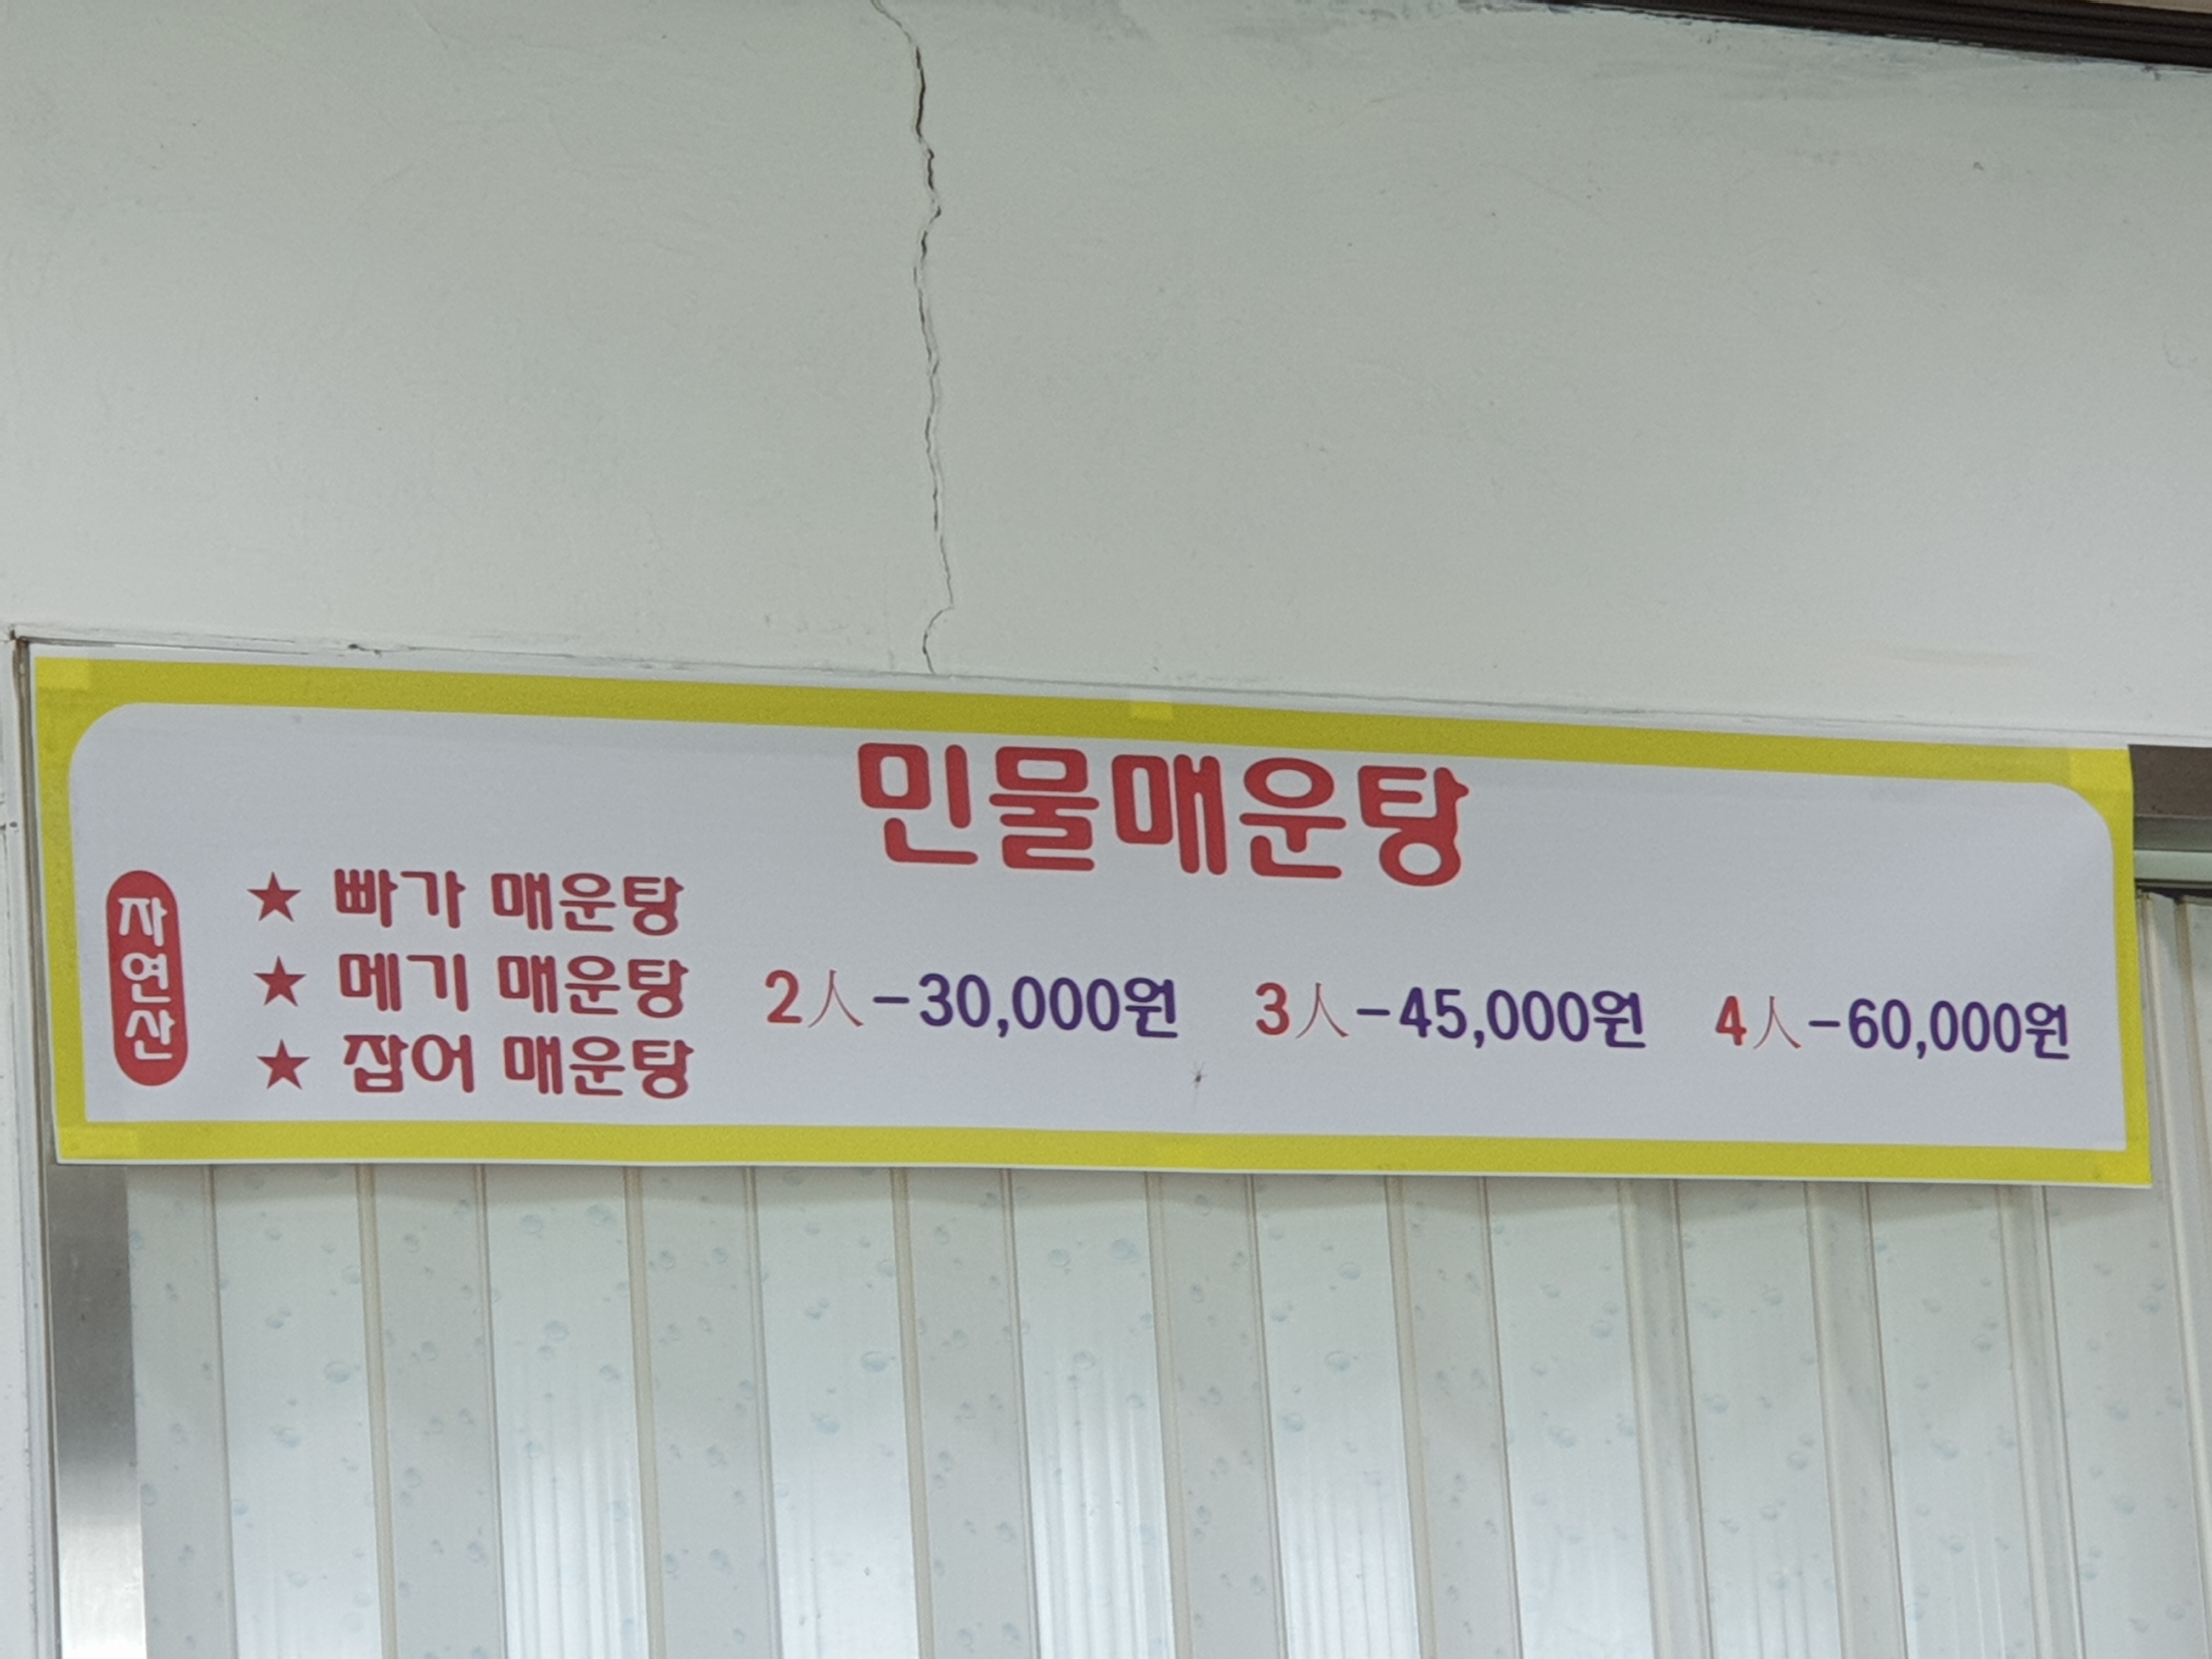 민물매운탕
자연산
★ 빠가 매운탕
★ 메기 매운탕
★ 잡어 매운탕
2人-30,000원 3人-45,000원 4人-60,000원